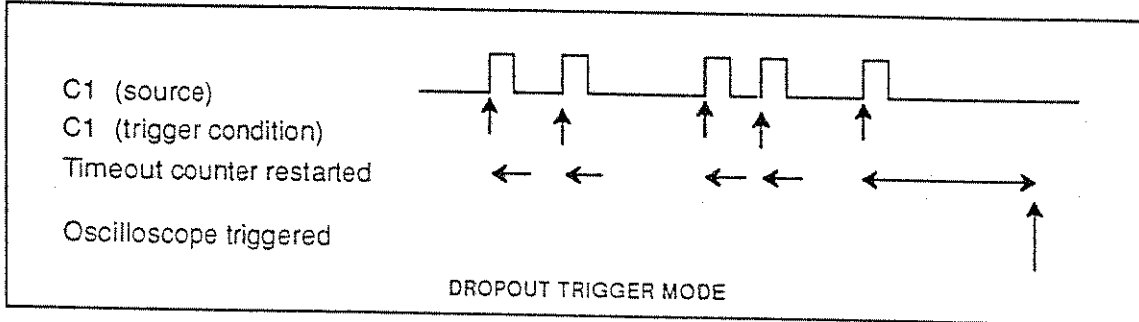 C1 (source)
C1 (trigger condition)
Timeout counter restarted
Oscilloscope triggered
DROPOUT TRIGGER MODE